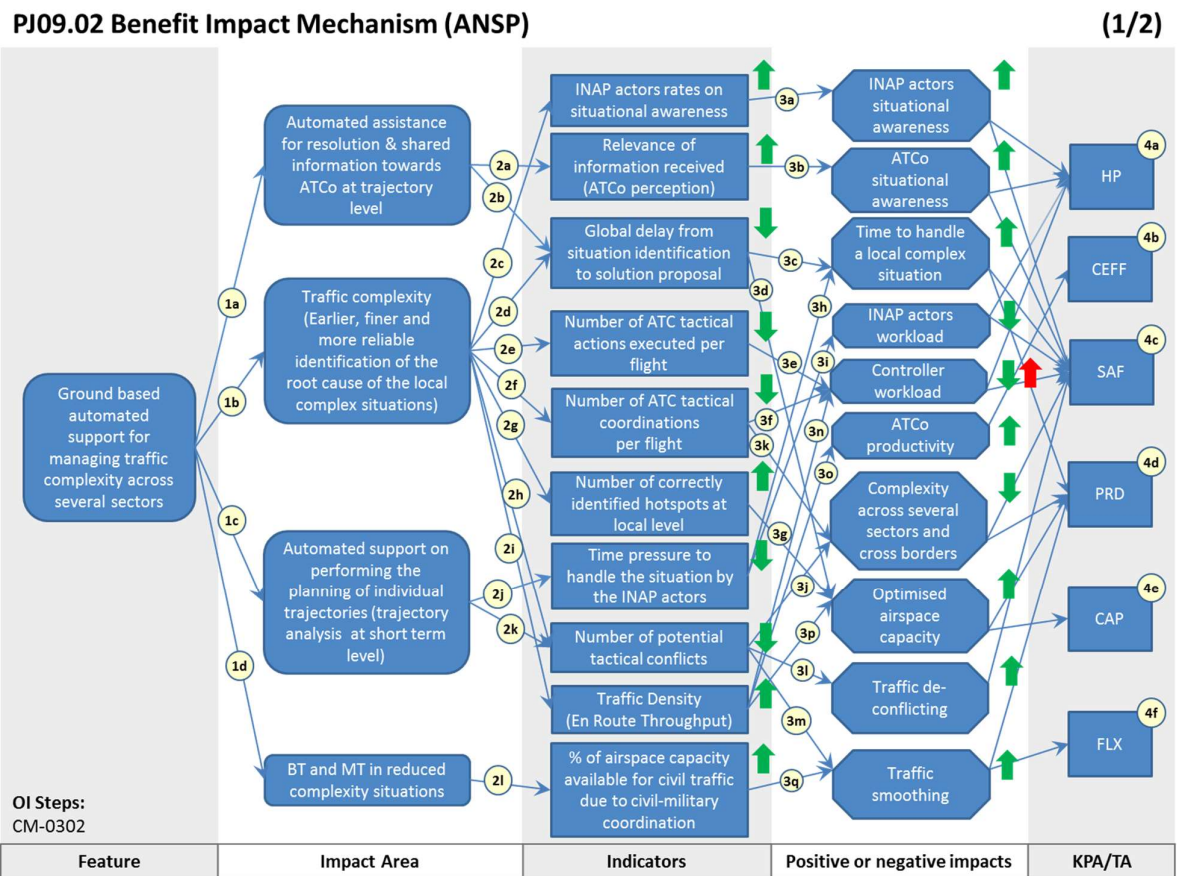 PJ09.02 Benefit Impact Mechanism (ANSP)
(1/2)
Ground based
automated
support for
managing traffic
complexity across
several sectors
OI Steps:
CM-0302
1a
1b
1c
1d
Automated assistance
for resolution & shared
information towards
ATCo at trajectory
level
Traffic complexity
(Earlier, finer and
more reliable
identification of the
root cause of the local
complex situations)
Automated support on
performing the
planning of individual
trajectories (trajectory
analysis at short term
level)
BT and MT in reduced
complexity situations
2a
2b
2c
2d
2e
2f
2g
2h
2i
2j
2k
2l
INAP actors rates on
situational awareness
Relevance of
information received
(ATCo perception)
Global delay from
situation identification
to solution proposal
Number of ATC tactical
actions executed per
flight
Number of ATC tactical
coordinations
per flight
Number of correctly
identified hotspots at
local level
Time pressure to
handle the situation by
the INAP actors
Number of potential
tactical conflicts
Traffic Density
(En Route Throughput)
% of airspace capacity
available for civil traffic
due to civil-military
coordination
3a
3b
3c
3d
3h
3e
3i
3f
3n
3k
3o
3g
3j
3p
3l
3m
3q
INAP actors
situational
awareness
ATCo
situational
awareness
Time to handle
a local complex
situation
INAP actors
workload
Controller
workload
ATCo
productivity
Complexity
across several
sectors and
cross borders
Optimised
airspace
capacity
Traffic de-
conflicting
Traffic
smoothing
4a
HP
4b
CEFF
4c
SAF
4d
PRD
4e
CAP
4f
FLX
Feature
Impact Area
Indicators
Positive or negative impacts
KPA/TA